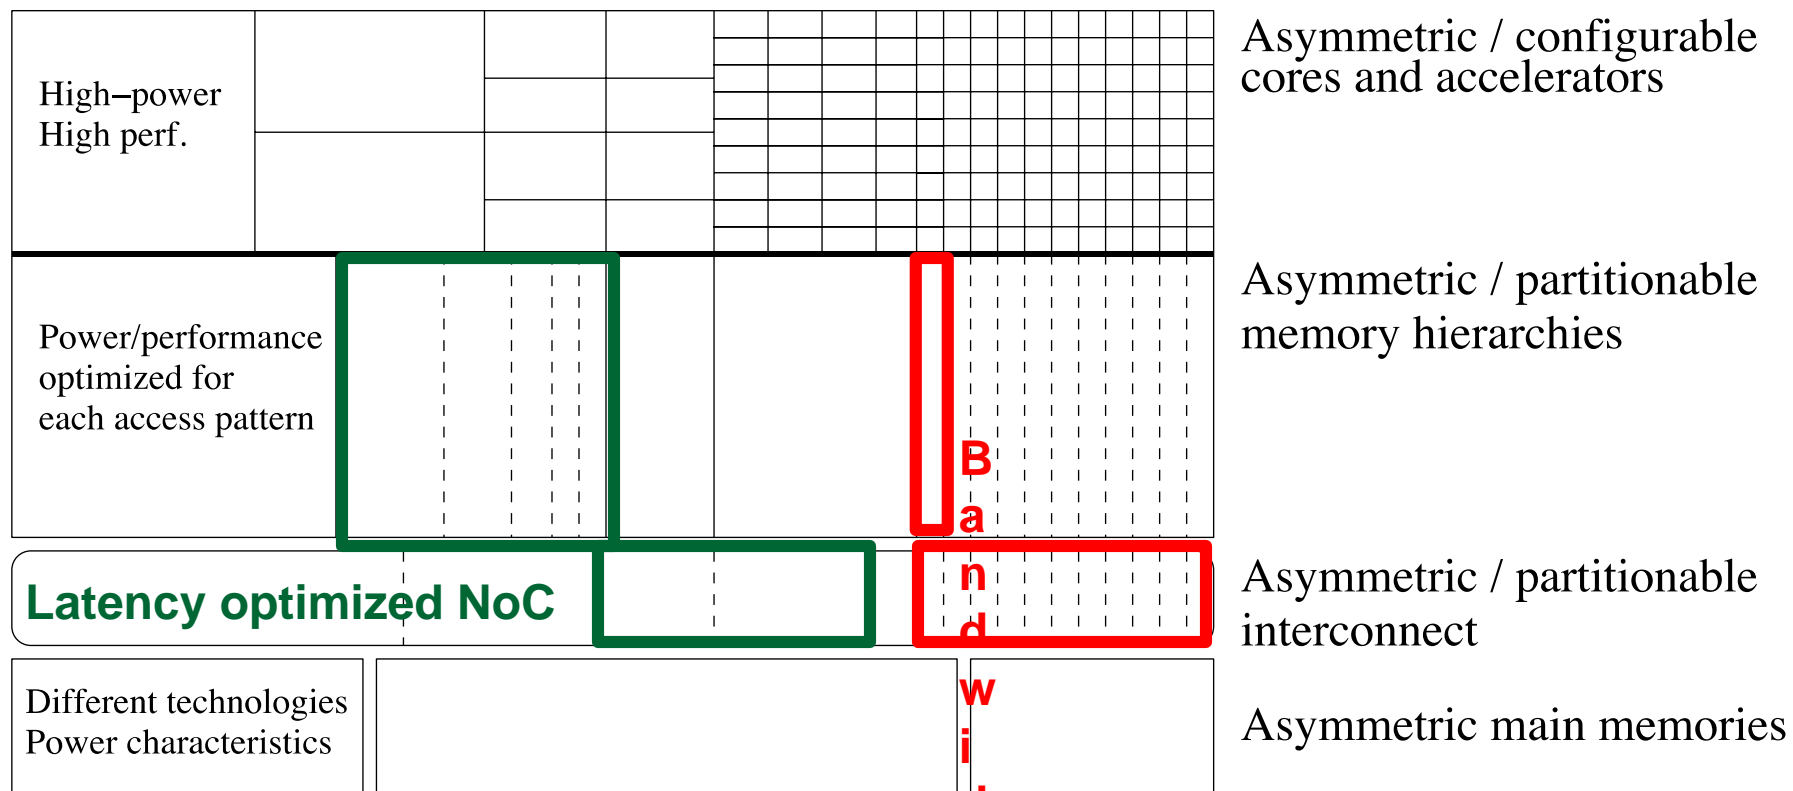 Asymmetric / configurable
cores and accelerators
High–power
High perf.
Asymmetric / partitionable
memory hierarchies
Power/performance
optimized for
each access pattern
B
a
n
d
w
i
Latency optimized NoC
Asymmetric / partitionable
interconnect
Different technologies
Power characteristics
Asymmetric main memories